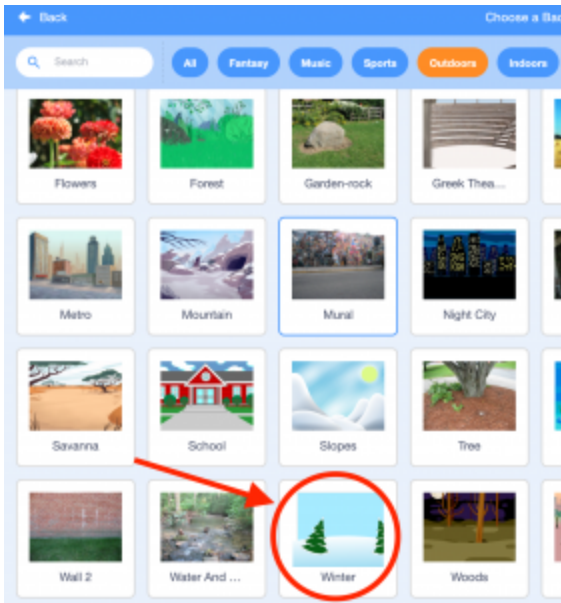 Back
Choose a Bac
Search
All
Fantasy
Music
Sports
Outdoors
Indoors
Flowers
Forest
Garden-rock
Greek Thea...
Metro
Mountain
Mural
Night City
Savanna
School
Slopes
Tree
Wall 2
Water And ...
Winter
Woods